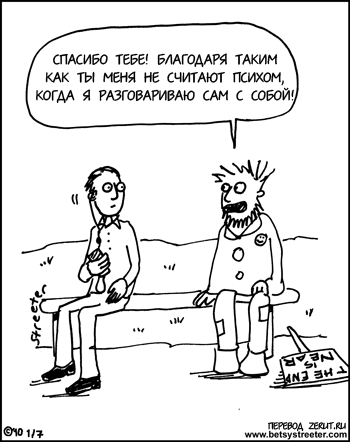 СПАСИБО ТЕБЕ! БЛАГОДАРЯ ТАКИМ
КАК ТЫ МЕНЯ НЕ СЧИТАЮТ ПСИХОМ,
КОГДА Я РАЗГОВАРИВАЮ САМ С СОБОЙ!
streeter
THE END
IS
NEAR
©40 1/7
ПЕРЕВОД ZERUT.RU
www.betsystreeter.com